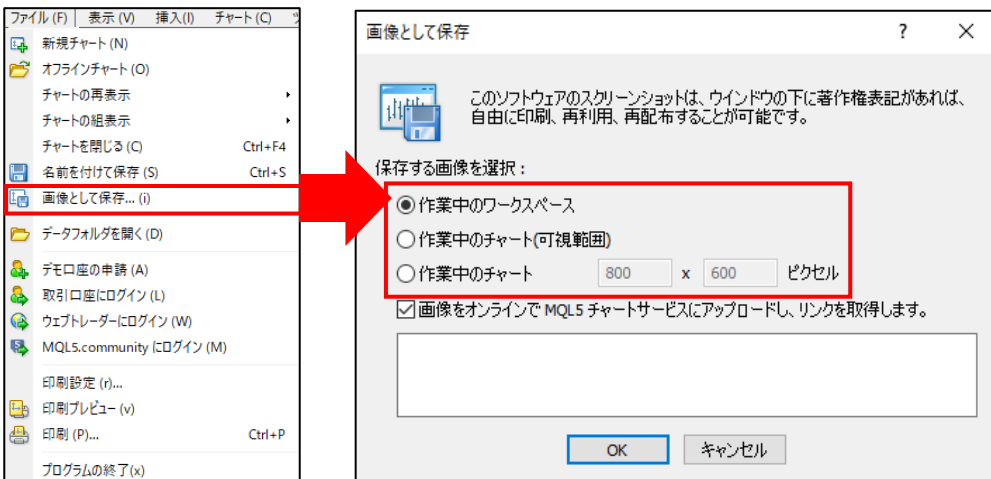 ファイル (F) 表示 (V) 挿入(I) チャート (C)
新規チャート (N)
オフラインチャート (O)
チャートの再表示
チャートの組表示
チャートを閉じる (C) Ctrl+F4
名前を付けて保存 (S) Ctrl+S
画像として保存... (i)
データフォルダを開く (D)
デモ口座の申請 (A)
取引口座にログイン (L)
ウェブトレーダーにログイン (W)
MQL5.community にログイン (M)
印刷設定 (r)...
印刷プレビュー (v)
印刷 (P)... Ctrl+P
プログラムの終了(x)
画像として保存 ?
このソフトウェアのスクリーンショットは、ウインドウの下に著作権表記があれば、
自由に印刷、再利用、再配布することが可能です。
保存する画像を選択 :
作業中のワークスペース
作業中のチャート(可視範囲)
作業中のチャート 800 x 600 ピクセル
画像をオンラインで MQL5 チャートサービスにアップロードし、リンクを取得します。
OK キャンセル